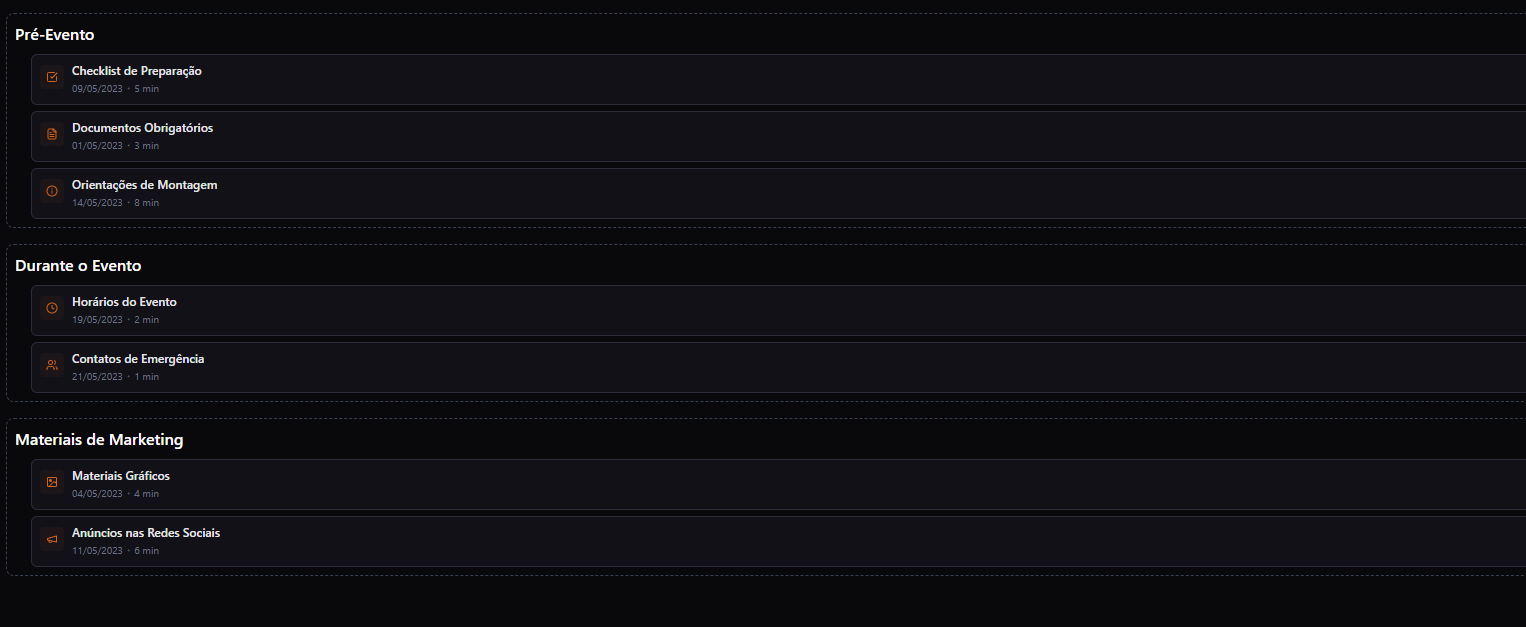 Pré-Evento
Checklist de Preparação
09/05/2023 • 5 min
Documentos Obrigatórios
01/05/2023 • 3 min
Orientações de Montagem
14/05/2023 • 8 min
Durante o Evento
Horários do Evento
19/05/2023 • 2 min
Contatos de Emergência
21/05/2023 • 1 min
Materiais de Marketing
Materiais Gráficos
04/05/2023 • 4 min
Anúncios nas Redes Sociais
11/05/2023 • 6 min